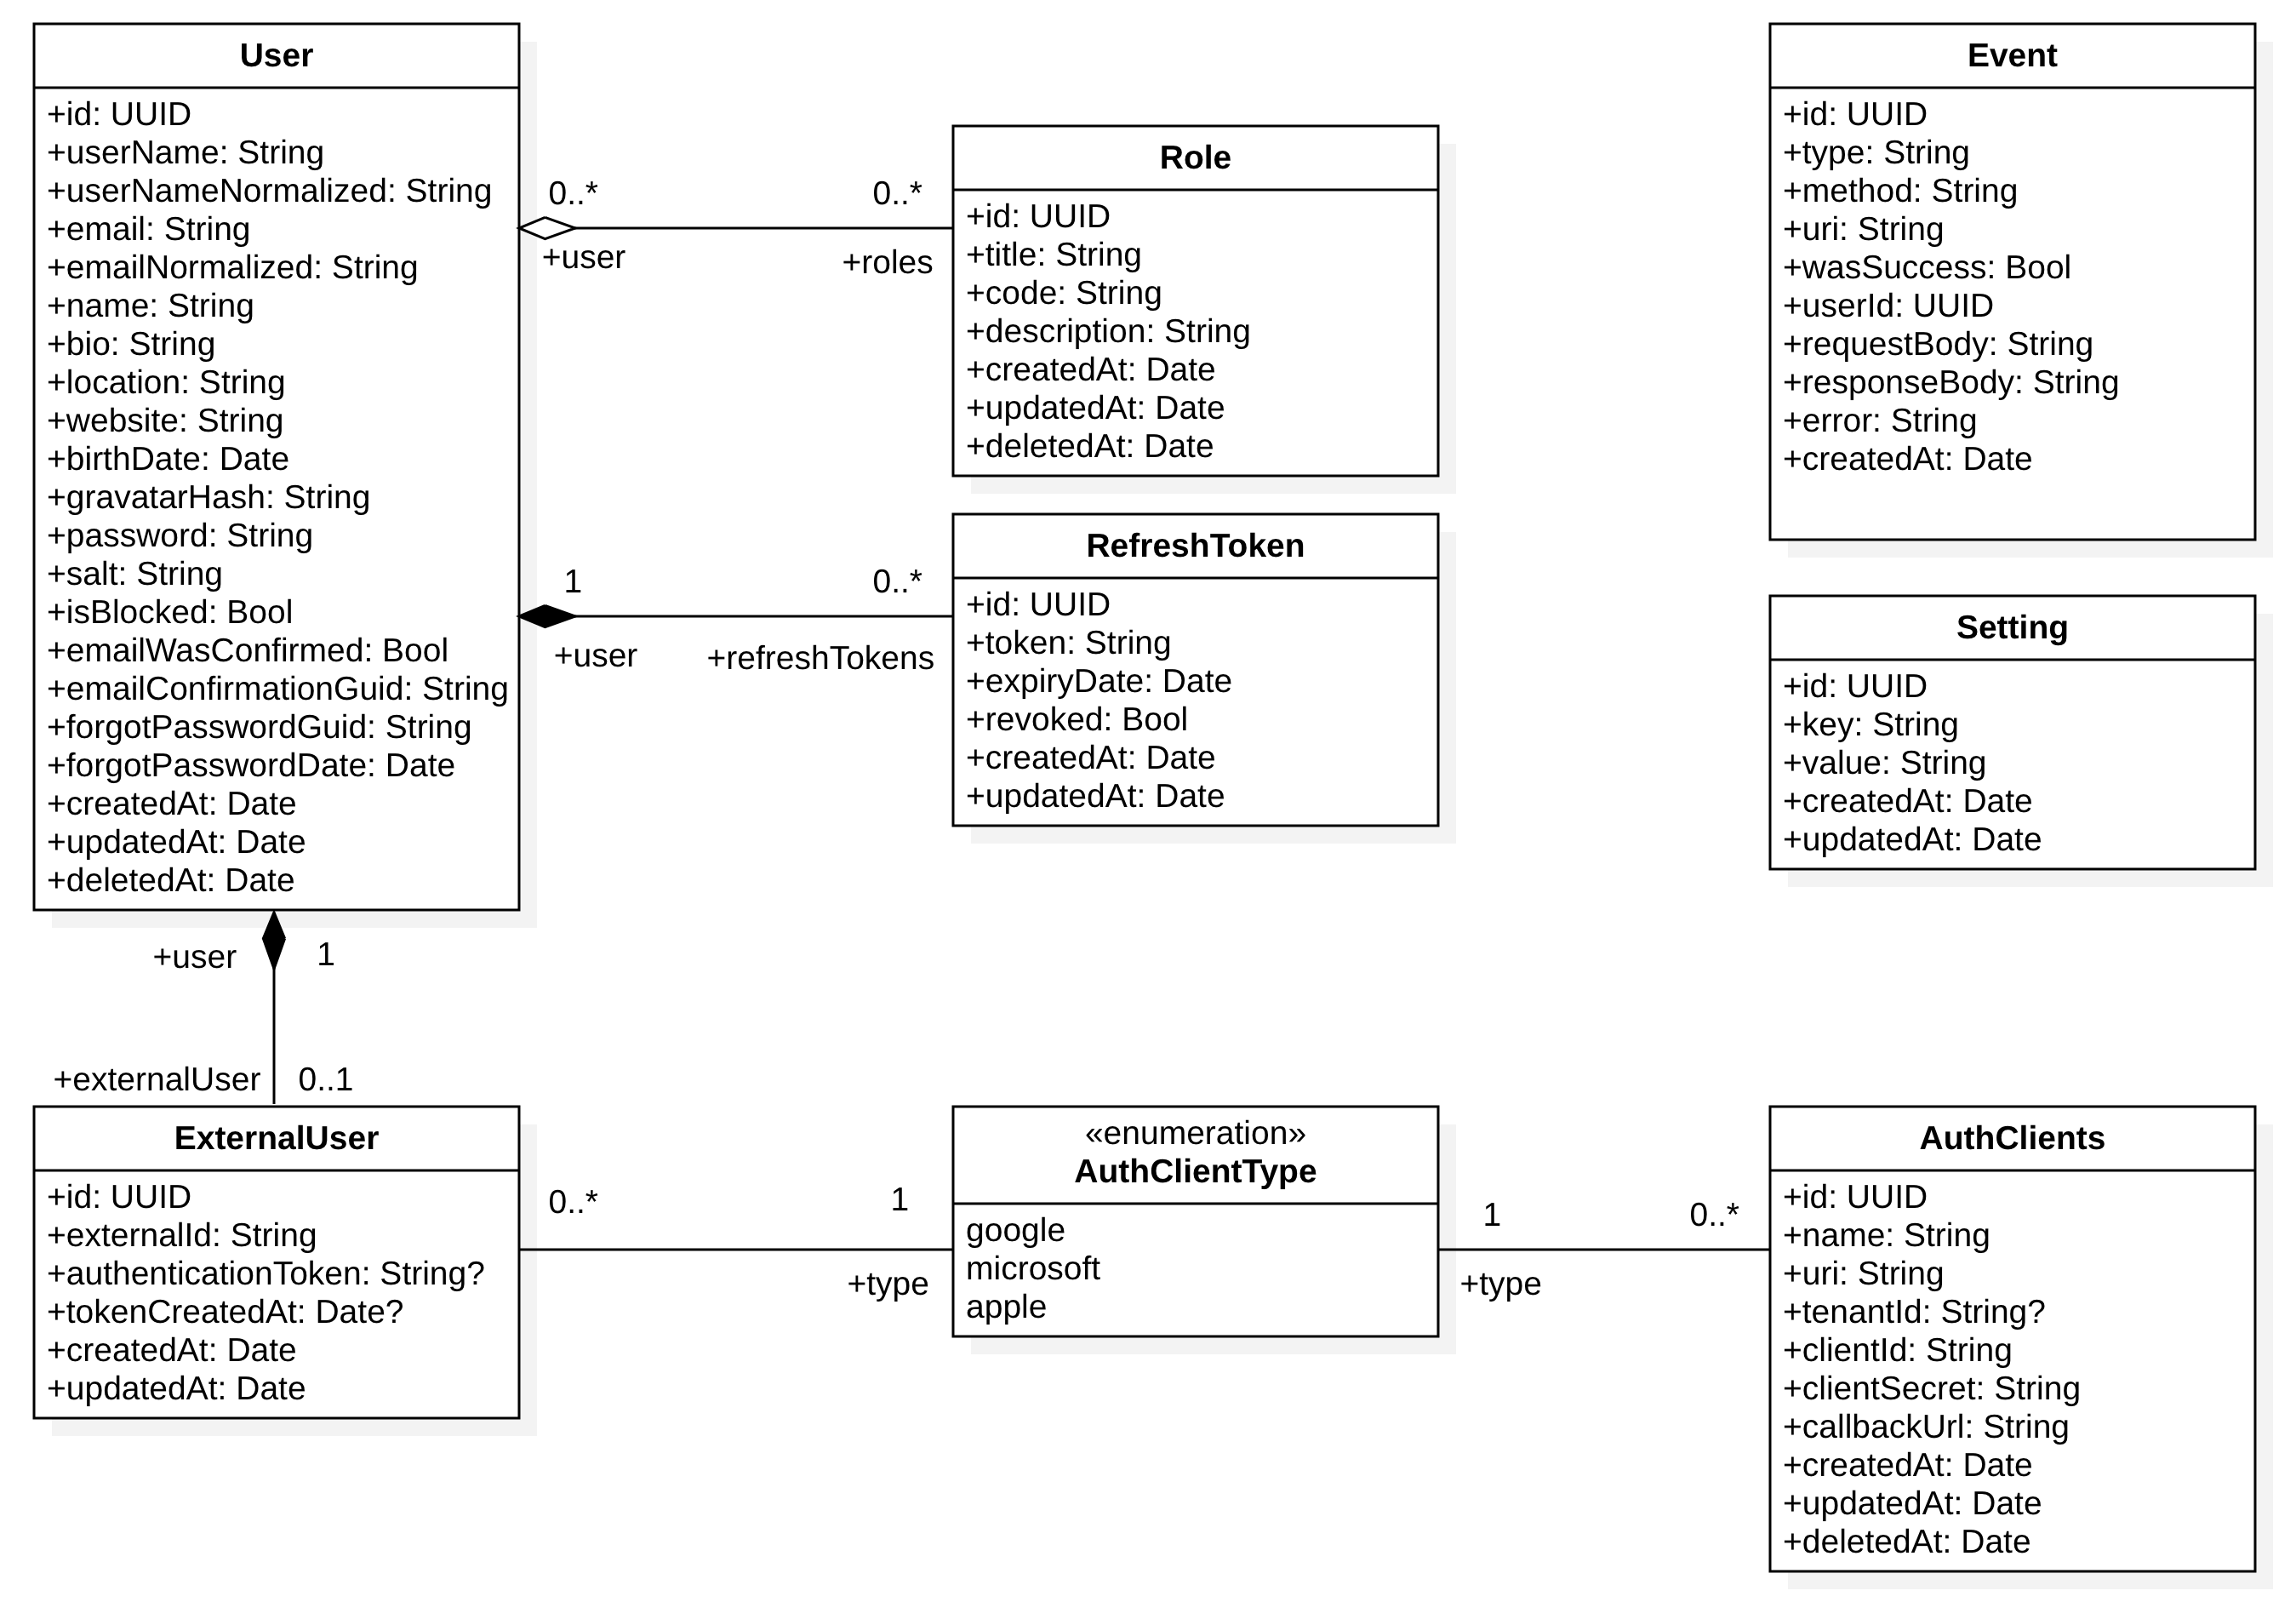 User
+id: UUID
+userName: String
+userNameNormalized: String
+email: String
+emailNormalized: String
+name: String
+bio: String
+location: String
+website: String
+birthDate: Date
+gravatarHash: String
+password: String
+salt: String
+isBlocked: Bool
+emailWasConfirmed: Bool
+emailConfirmationGuid: String
+forgotPasswordGuid: String
+forgotPasswordDate: Date
+createdAt: Date
+updatedAt: Date
+deletedAt: Date
0..*
0..*
+user
+roles
Role
+id: UUID
+title: String
+code: String
+description: String
+createdAt: Date
+updatedAt: Date
+deletedAt: Date
1
0..*
+user
+refreshTokens
RefreshToken
+id: UUID
+token: String
+expiryDate: Date
+revoked: Bool
+createdAt: Date
+updatedAt: Date
Event
+id: UUID
+type: String
+method: String
+uri: String
+wasSuccess: Bool
+userId: UUID
+requestBody: String
+responseBody: String
+error: String
+createdAt: Date
Setting
+id: UUID
+key: String
+value: String
+createdAt: Date
+updatedAt: Date
+user
1
+externalUser
0..1
ExternalUser
+id: UUID
+externalId: String
+authenticationToken: String?
+tokenCreatedAt: Date?
+createdAt: Date
+updatedAt: Date
0..*
1
+type
«enumeration»
AuthClientType
google
microsoft
apple
1
0..*
+type
AuthClients
+id: UUID
+name: String
+uri: String
+tenantId: String?
+clientId: String
+clientSecret: String
+callbackUrl: String
+createdAt: Date
+updatedAt: Date
+deletedAt: Date